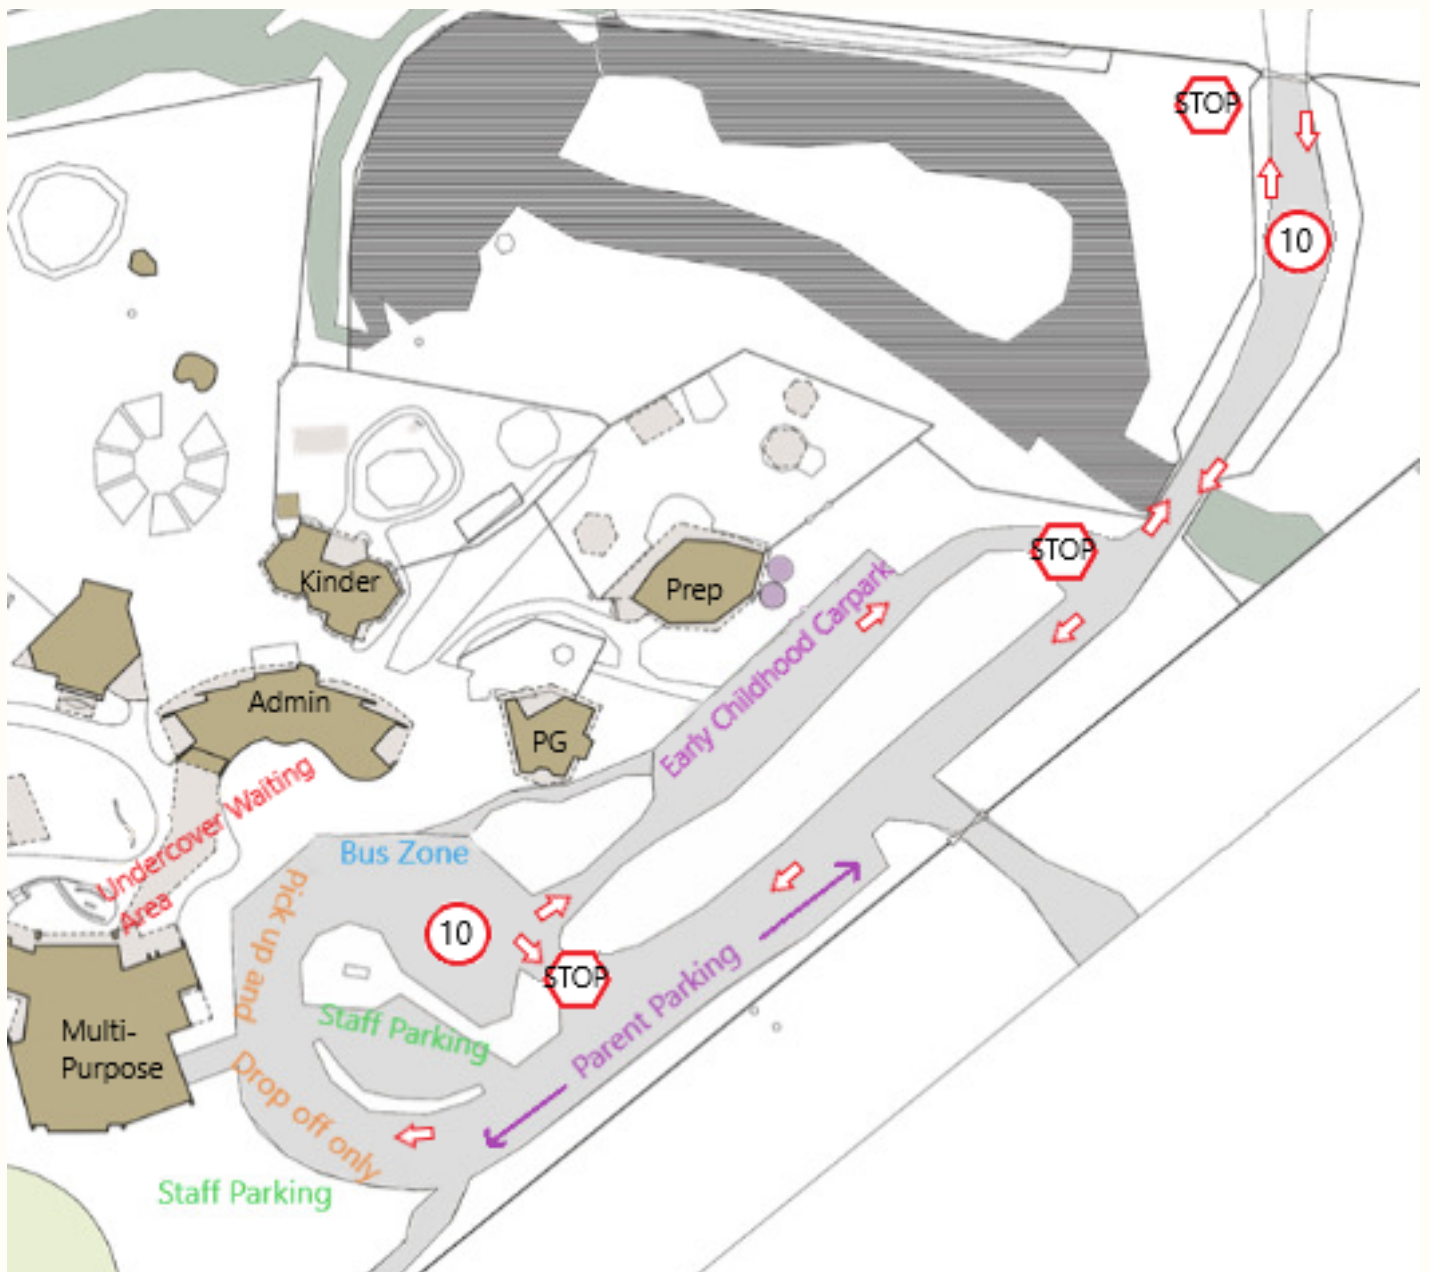 STOP
10
STOP
Kinder
Prep
Early Childhood Carpark
Admin
PG
Undercover Waiting
Area
Bus Zone
Pick up and
10
STOP
Parent Parking
Staff Parking
Multi-
Purpose
Drop off only
Staff Parking